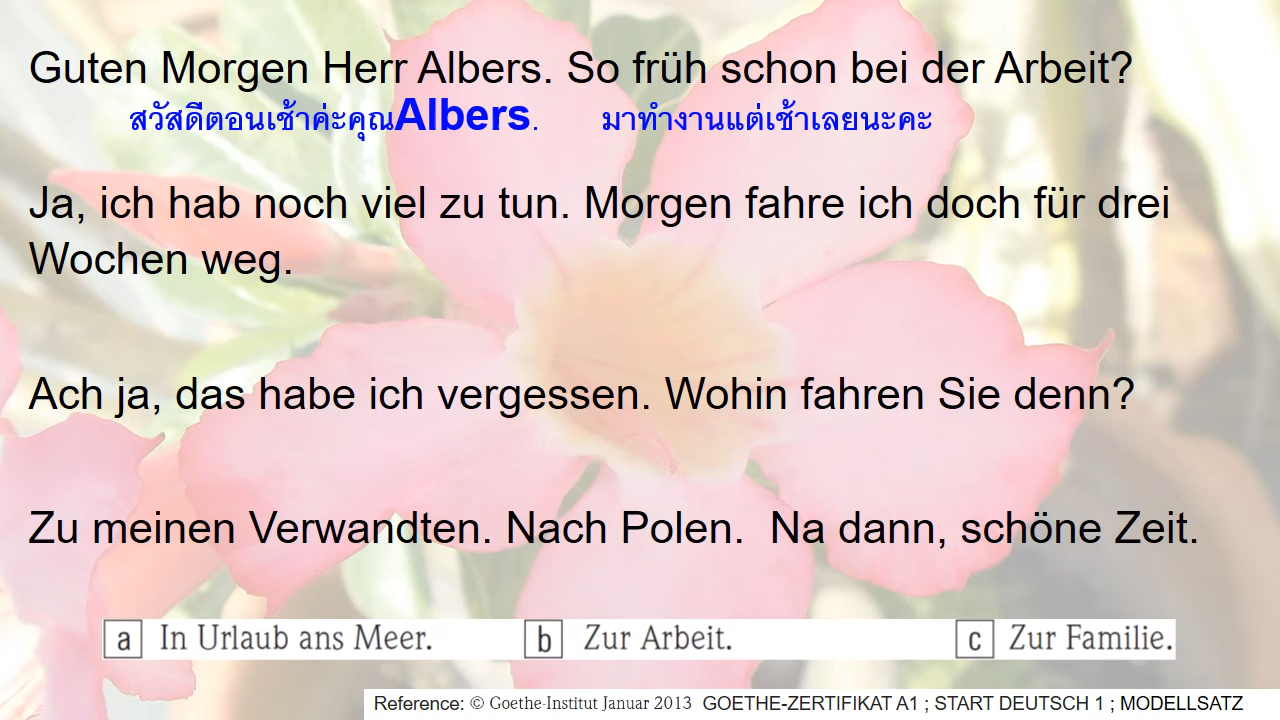 Guten Morgen Herr Albers. So früh schon bei der Arbeit?
สวัสดีตอนเช้าค่ะคุณAlbers. มาทำงานแต่เช้าเลยนะคะ
Ja, ich hab noch viel zu tun. Morgen fahre ich doch für drei
Wochen weg.
Ach ja, das habe ich vergessen. Wohin fahren Sie denn?
Zu meinen Verwandten. Nach Polen. Na dann, schöne Zeit.
a In Urlaub ans Meer. b Zur Arbeit. c Zur Familie.
Reference: © Goethe-Institut Januar 2013 GOETHE-ZERTIFIKAT A1 ; START DEUTSCH 1 ; MODELLSATZ